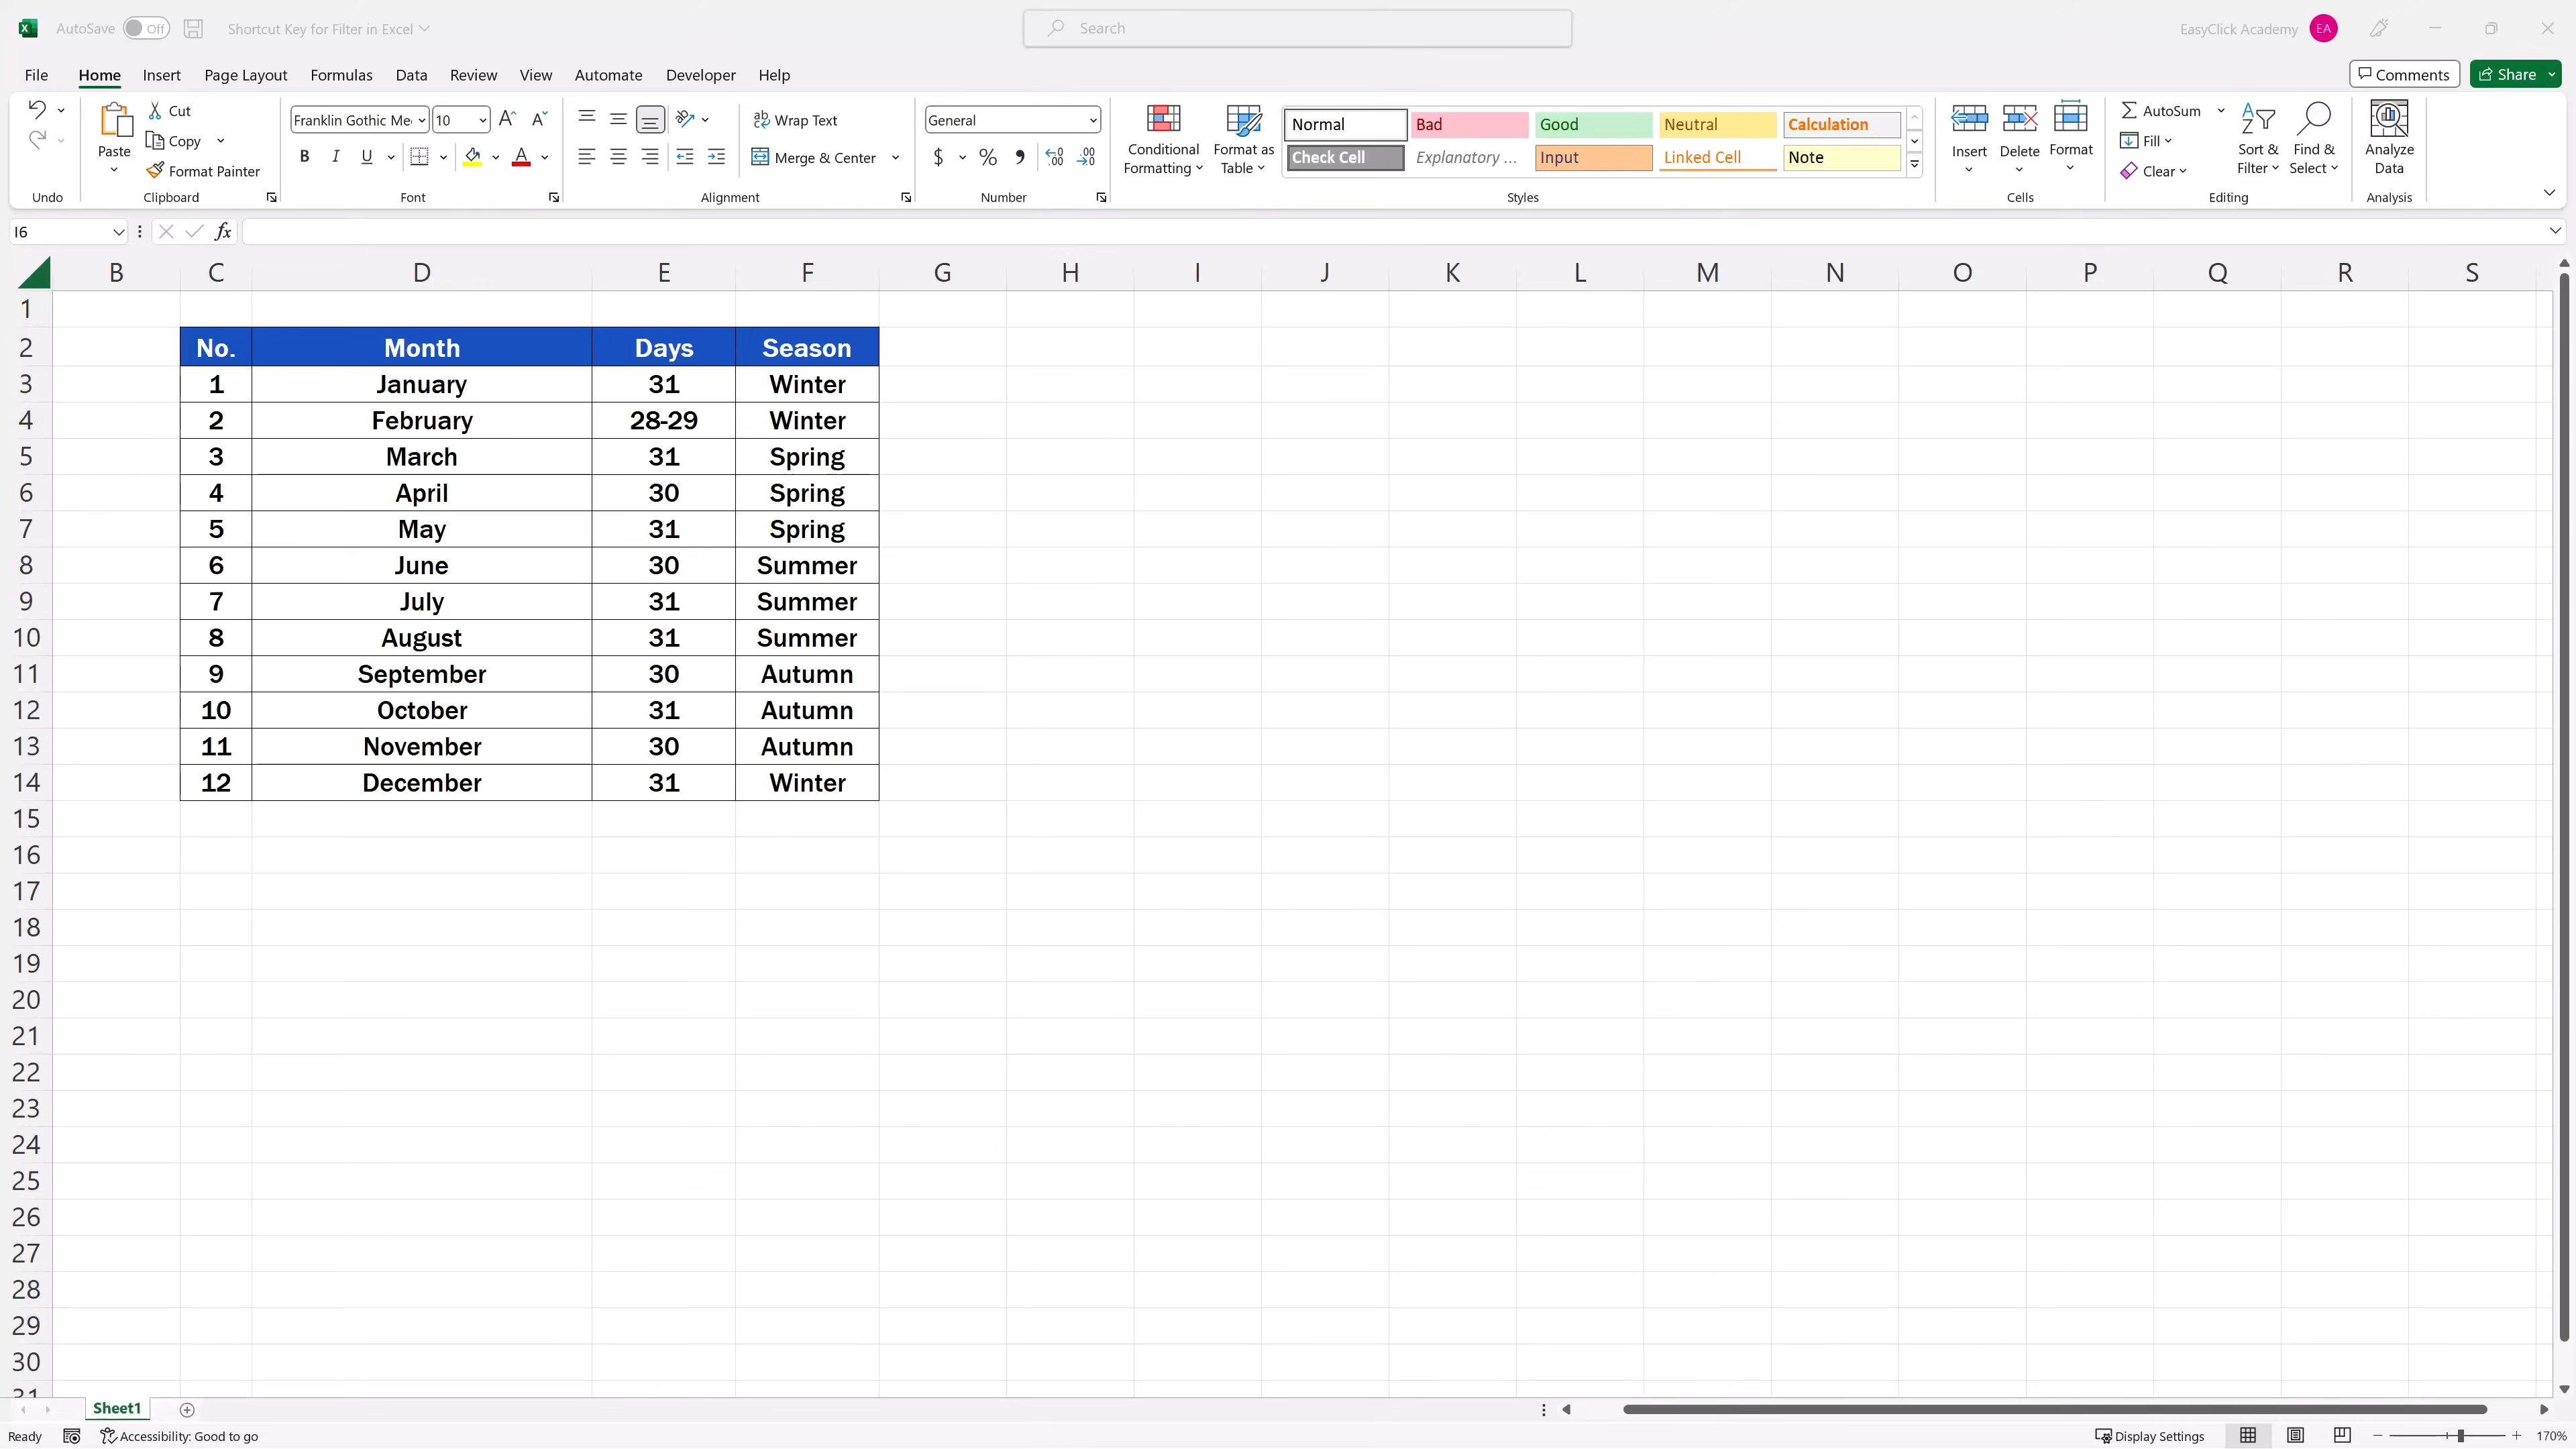 AutoSave Off Shortcut Key for Filter in Excel Search EasyClick Academy EA
File Home Insert Page Layout Formulas Data Review View Automate Developer Help Comments Share
Cut
Copy
Format Painter
Paste
Franklin Gothic Me 10
Wrap Text
Merge & Center
General
Conditional Formatting
Format as Table
Normal Bad Good Neutral Calculation
Check Cell Explanatory ... Input Linked Cell Note
Insert Delete Format
AutoSum
Fill
Clear
Sort & Filter
Find & Select
Analyze Data
Undo Clipboard Font Alignment Number Styles Cells Editing Analysis
I6 fx
B C D E F G H I J K L M N O P Q R S
1
2 No. Month Days Season
3 1 January 31 Winter
4 2 February 28-29 Winter
5 3 March 31 Spring
6 4 April 30 Spring
7 5 May 31 Spring
8 6 June 30 Summer
9 7 July 31 Summer
10 8 August 31 Summer
11 9 September 30 Autumn
12 10 October 31 Autumn
13 11 November 30 Autumn
14 12 December 31 Winter
15
16
17
18
19
20
21
22
23
24
25
26
27
28
29
30
31
Sheet1
Ready Accessibility: Good to go Display Settings 170%